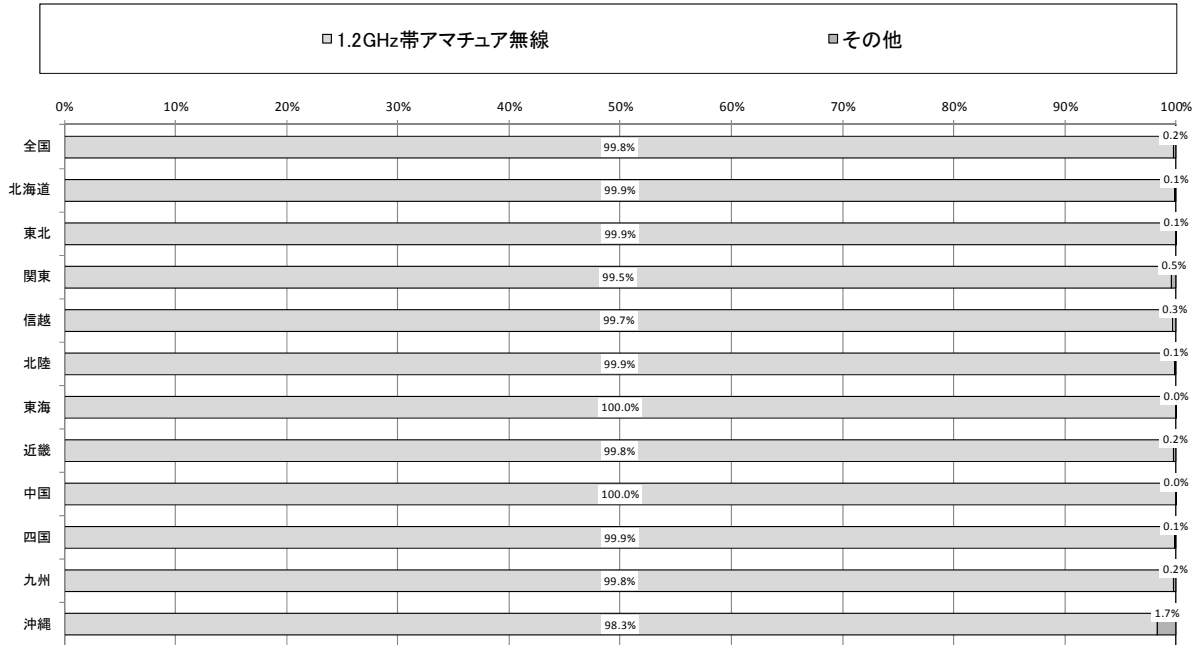 1.2GHz帯アマチュア無線 その他
0% 10% 20% 30% 40% 50% 60% 70% 80% 90% 100%
全国 99.8% 0.2%
北海道 99.9% 0.1%
東北 99.9% 0.1%
関東 99.5% 0.5%
信越 99.7% 0.3%
北陸 99.9% 0.1%
東海 100.0% 0.0%
近畿 99.8% 0.2%
中国 100.0% 0.0%
四国 99.9% 0.1%
九州 99.8% 0.2%
沖縄 98.3% 1.7%